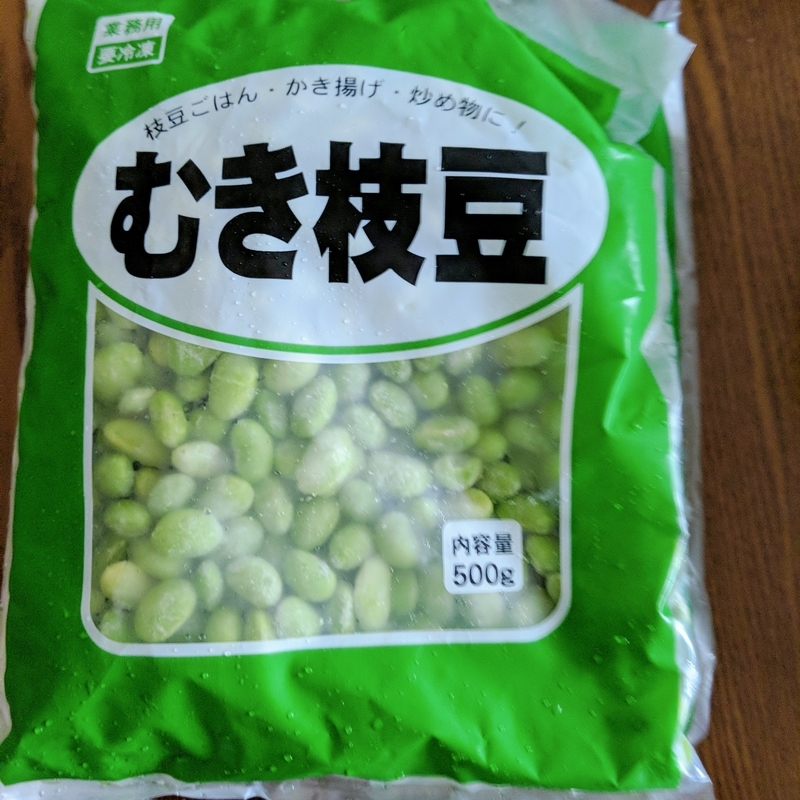 業務用
要冷凍
枝豆ごはん・かき揚げ・炒め物に!
むき枝豆
内容量
500g